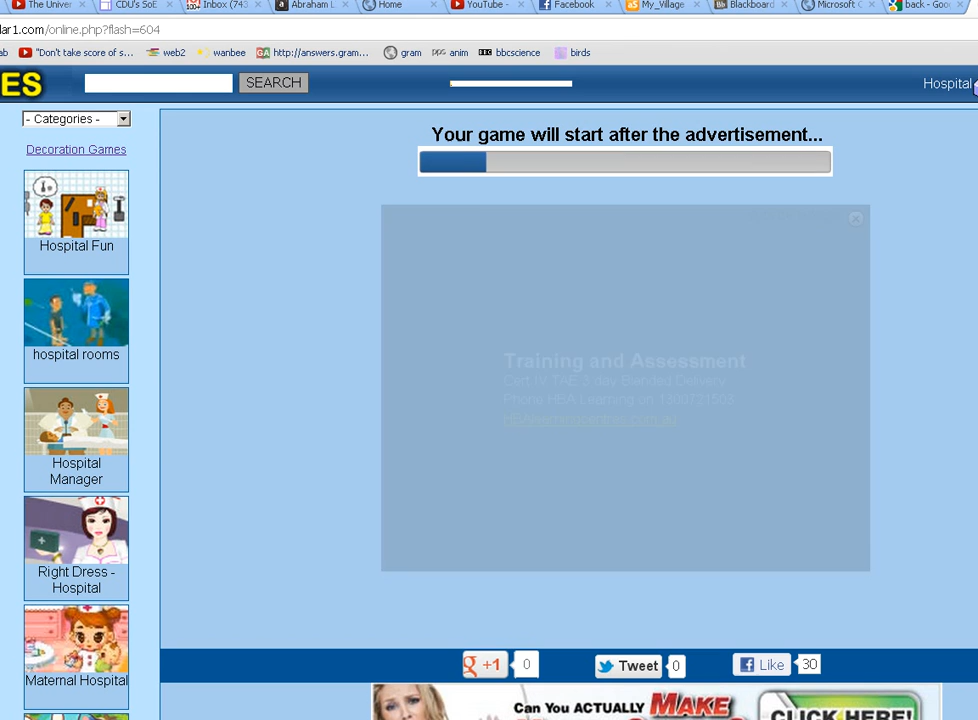 The Univer CDU's SoE Inbox (743 Abraham L Home YouTube - Facebook My_Village Blackboard Microsoft C back - Goo
lar1.com/online.php?flash=604
ab "Don't take score of s... web2 wanbee http://answers.gram... gram anim bbcscience birds
ES SEARCH Hospital
- Categories -
Your game will start after the advertisement...
Decoration Games
Hospital Fun
hospital rooms
Training and Assessment
Cert IV TAE 3 day Blended Delivery
Phone HBA Learning on 1300721503
HBAlearningcentres.com.au
Hospital
Manager
Right Dress -
Hospital
Maternal Hospital
+1 0 Tweet 0 Like 30
Can You ACTUALLY MAKE
CLICK HERE!